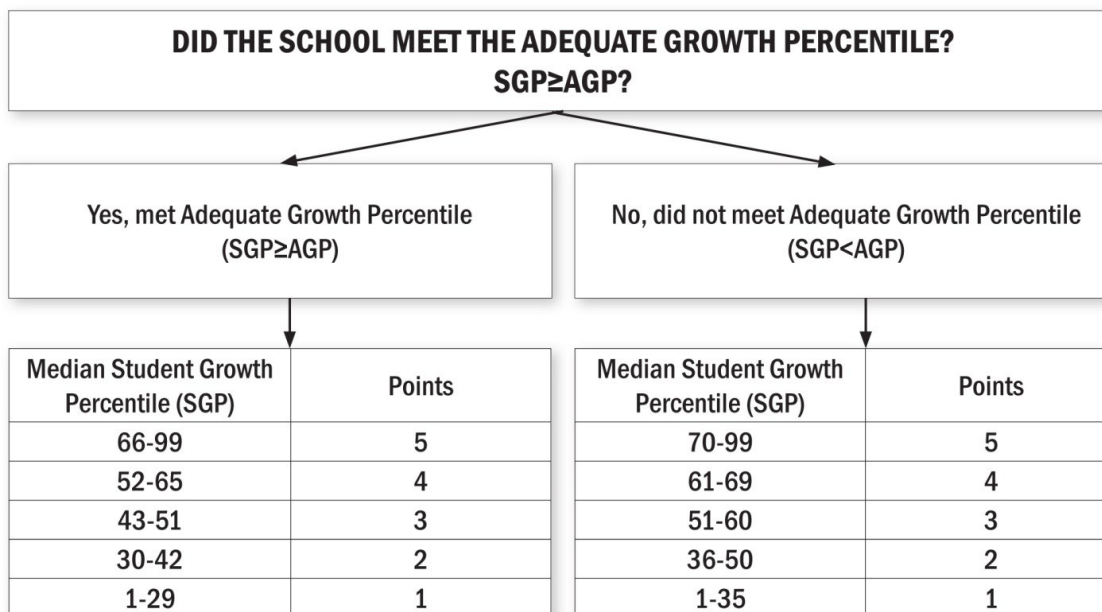 DID THE SCHOOL MEET THE ADEQUATE GROWTH PERCENTILE?
SGP≥AGP?
Yes, met Adequate Growth Percentile
(SGP≥AGP)
No, did not meet Adequate Growth Percentile
(SGP<AGP)
Median Student Growth
Percentile (SGP)
Points
66-99 5
52-65 4
43-51 3
30-42 2
1-29 1
Median Student Growth
Percentile (SGP)
Points
70-99 5
61-69 4
51-60 3
36-50 2
1-35 1